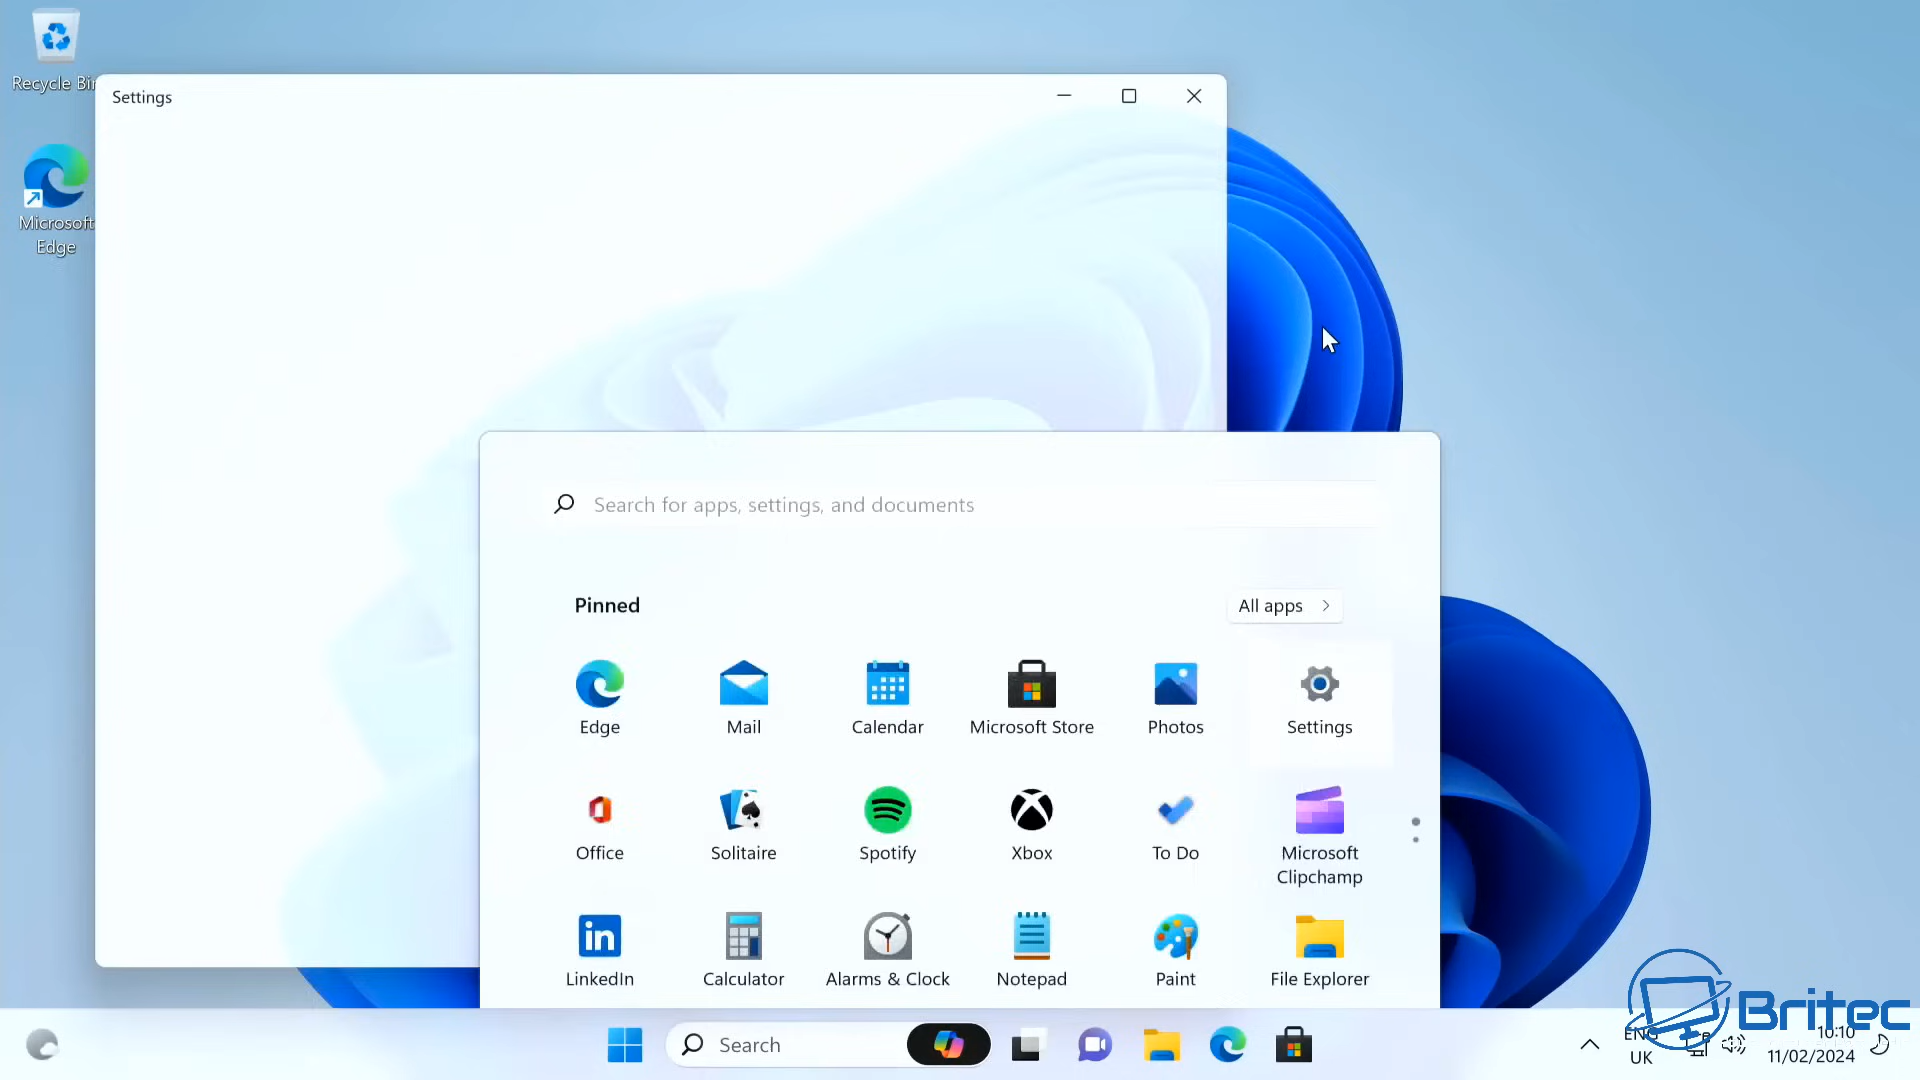 Recycle Bin
Microsoft
Edge
Settings
Search for apps, settings, and documents
Pinned
All apps
Edge
Mail
Calendar
Microsoft Store
Photos
Settings
Office
Solitaire
Spotify
Xbox
To Do
Microsoft
Clipchamp
LinkedIn
Calculator
Alarms & Clock
Notepad
Paint
File Explorer
Search
ENG
UK
10:10
11/02/2024
Britec